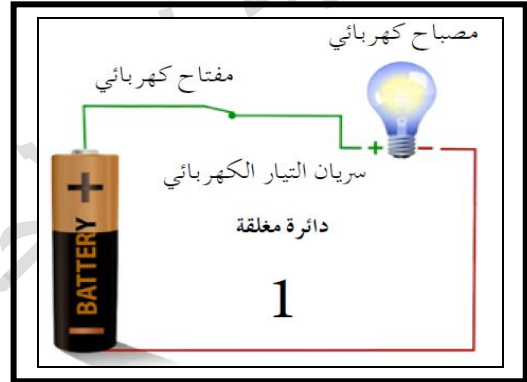 مصباح كهربائي
مفتاح كهربائي
+ −
سريان التيار الكهربائي
+
دائرة مغلقة
BATTERY
1